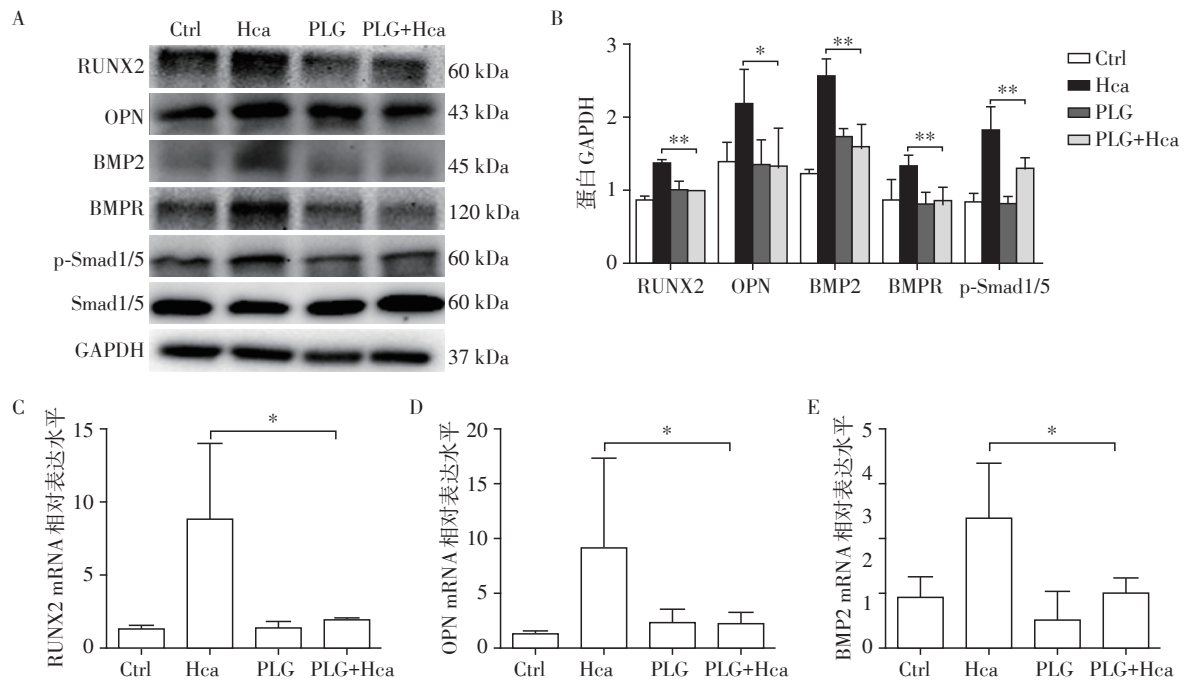 A
Ctrl Hca PLG PLG+Hca
RUNX2 60 kDa
OPN 43 kDa
BMP2 45 kDa
BMPR 120 kDa
p-Smad1/5 60 kDa
Smad1/5 60 kDa
GAPDH 37 kDa
B
蛋白 GAPDH
3
2
1
0
** * ** ** **
RUNX2 OPN BMP2 BMPR p-Smad1/5
Ctrl
Hca
PLG
PLG+Hca
C
RUNX2 mRNA 相对表达水平
15
10
5
0
*
Ctrl Hca PLG PLG+Hca
D
OPN mRNA 相对表达水平
20
15
10
5
0
*
Ctrl Hca PLG PLG+Hca
E
BMP2 mRNA 相对表达水平
5
4
3
2
1
0
*
Ctrl Hca PLG PLG+Hca